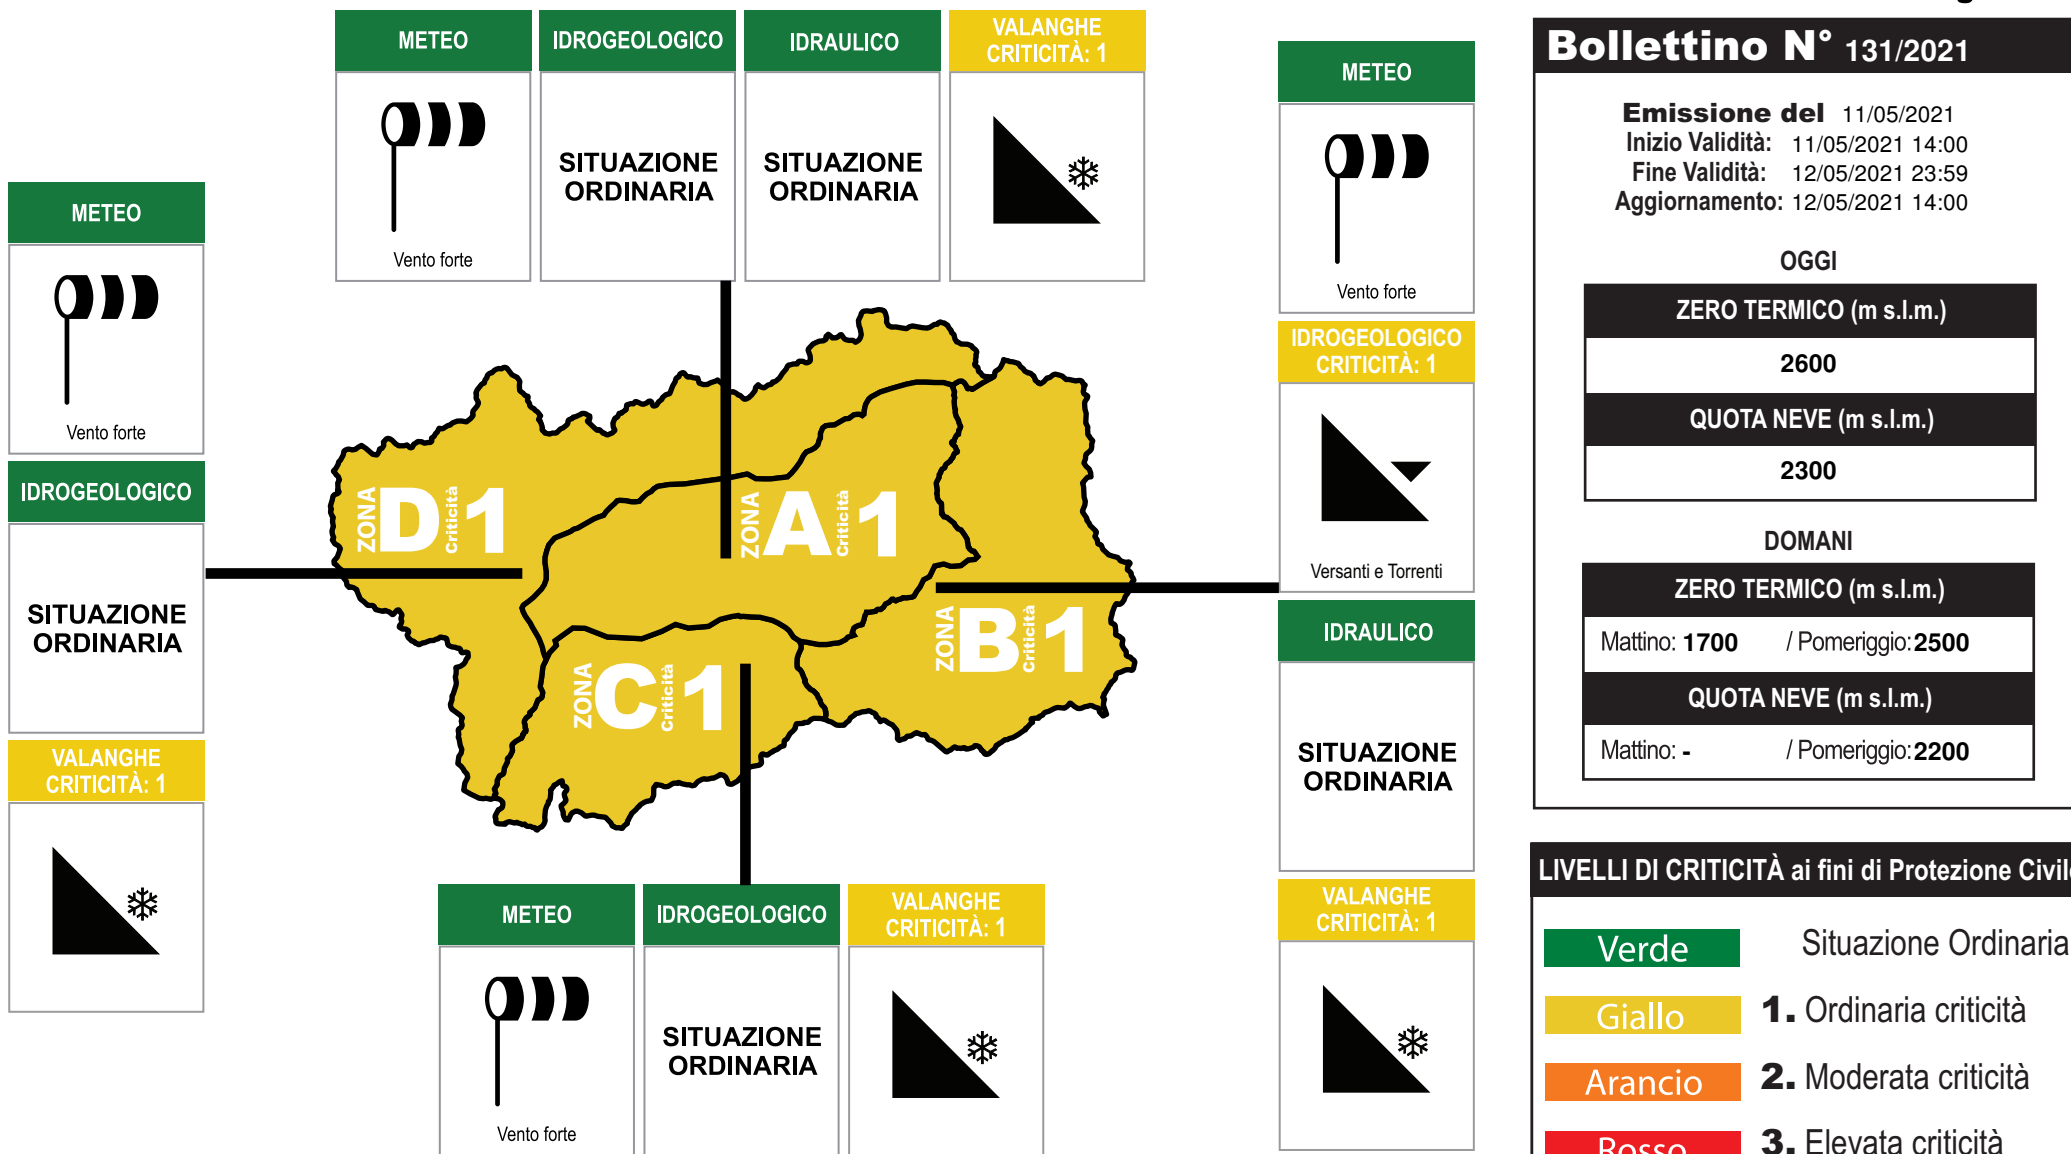 METEO
Vento forte
IDROGEOLOGICO
SITUAZIONE
ORDINARIA
IDRAULICO
SITUAZIONE
ORDINARIA
VALANGHE
CRITICITÀ: 1
METEO
Vento forte
IDROGEOLOGICO
SITUAZIONE
ORDINARIA
VALANGHE
CRITICITÀ: 1
ZONA D Criticità 1
ZONA A Criticità 1
ZONA B Criticità 1
ZONA C Criticità 1
METEO
Vento forte
IDROGEOLOGICO
SITUAZIONE
ORDINARIA
VALANGHE
CRITICITÀ: 1
METEO
Vento forte
IDROGEOLOGICO
CRITICITÀ: 1
Versanti e Torrenti
IDRAULICO
SITUAZIONE
ORDINARIA
VALANGHE
CRITICITÀ: 1
Bollettino N° 131/2021
Emissione del 11/05/2021
Inizio Validità: 11/05/2021 14:00
Fine Validità: 12/05/2021 23:59
Aggiornamento: 12/05/2021 14:00
OGGI
ZERO TERMICO (m s.l.m.)
2600
QUOTA NEVE (m s.l.m.)
2300
DOMANI
ZERO TERMICO (m s.l.m.)
Mattino: 1700 / Pomeriggio: 2500
QUOTA NEVE (m s.l.m.)
Mattino: - / Pomeriggio: 2200
LIVELLI DI CRITICITÀ ai fini di Protezione Civile
Verde Situazione Ordinaria
Giallo 1. Ordinaria criticità
Arancio 2. Moderata criticità
Rosso 3. Elevata criticità